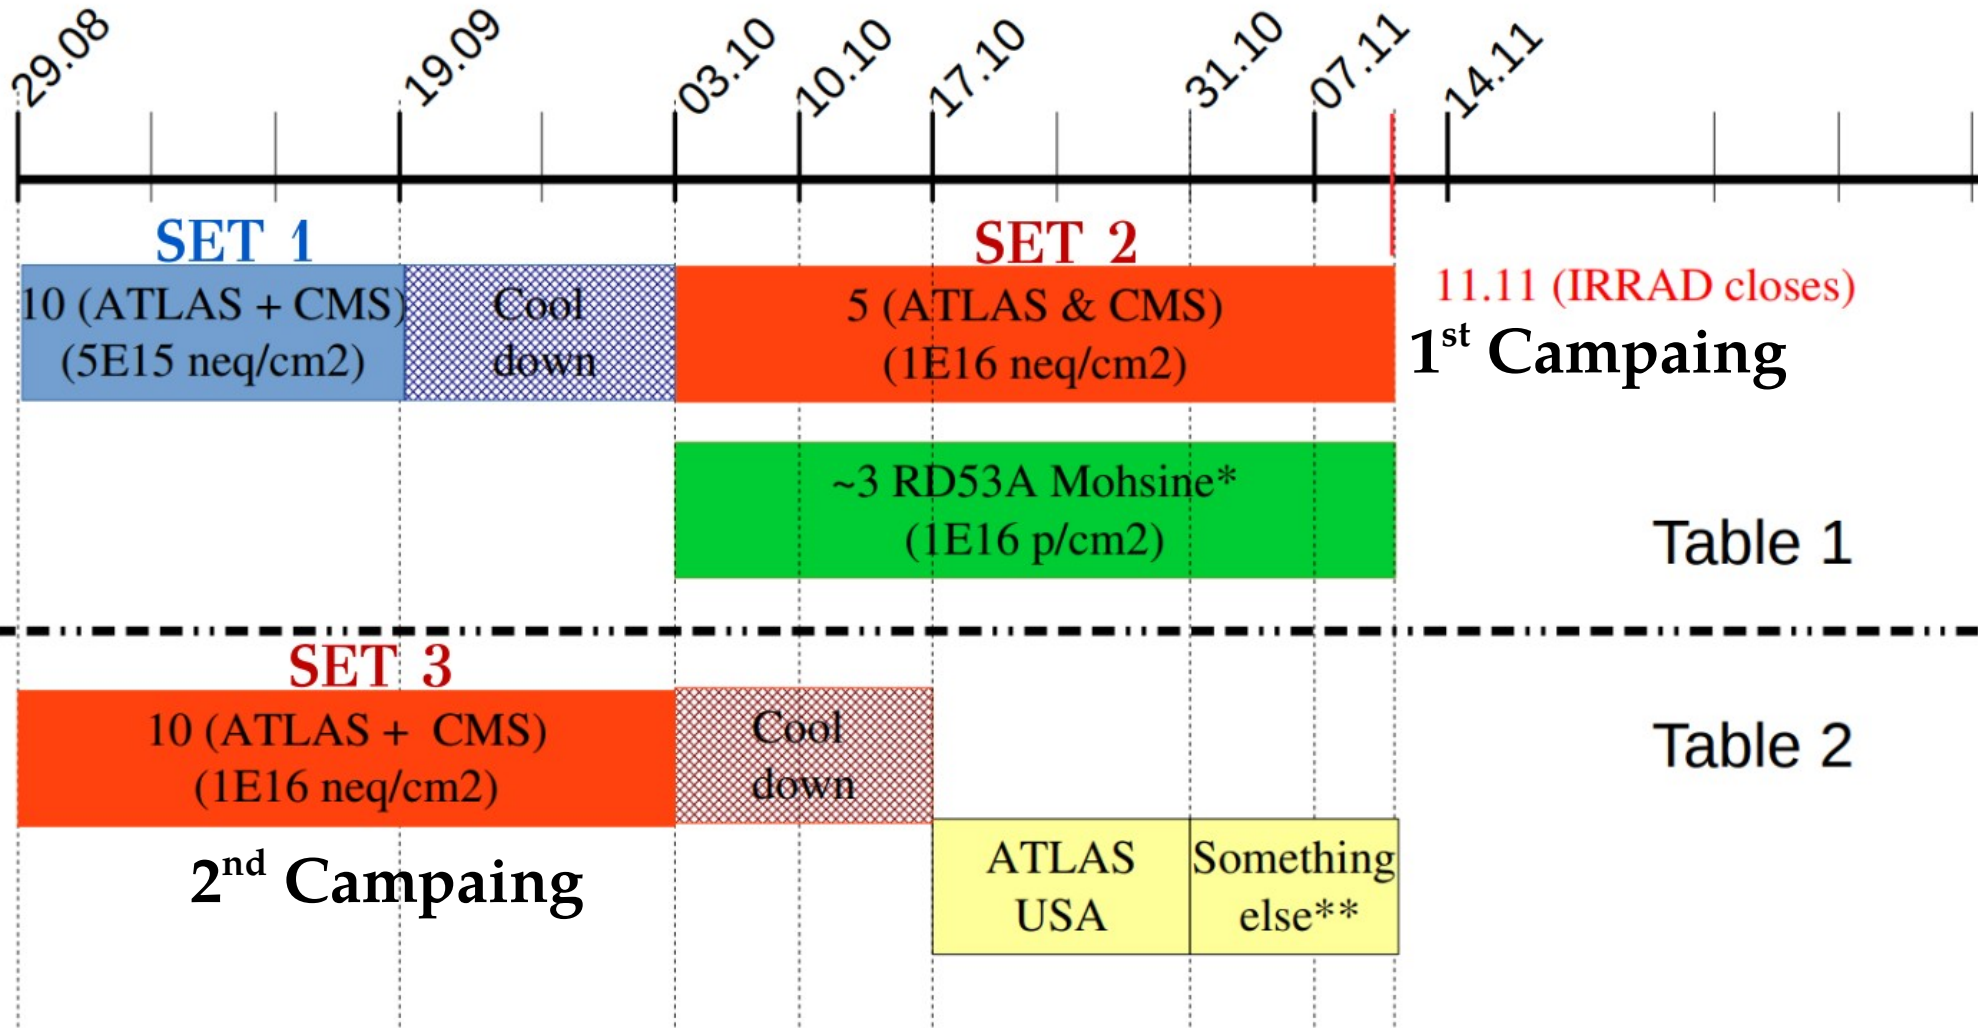 29.08
19.09
03.10
10.10
17.10
31.10
07.11
14.11
SET 1
SET 2
10 (ATLAS + CMS)
(5E15 neq/cm2)
Cool
down
5 (ATLAS & CMS)
(1E16 neq/cm2)
11.11 (IRRAD closes)
1st Campaing
~3 RD53A Mohsine*
(1E16 p/cm2)
Table 1
SET 3
10 (ATLAS + CMS)
(1E16 neq/cm2)
Cool
down
Table 2
2nd Campaing
ATLAS
USA
Something
else**